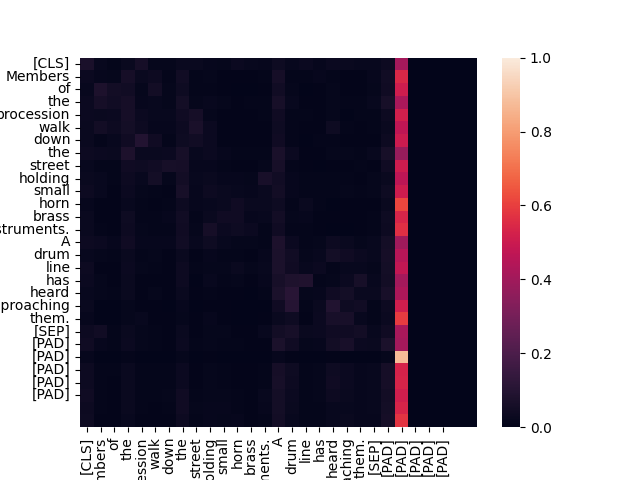 [CLS]
Members
of
the
procession
walk
down
the
street
holding
small
horn
brass
struments.
A
drum
line
has
heard
proaching
them.
[SEP]
[PAD]
[PAD]
[PAD]
[PAD]
[PAD]
[CLS]
mbers
of
the
ession
walk
down
the
street
olding
small
horn
brass
ments.
A
drum
line
has
heard
aching
them.
[SEP]
[PAD]
[PAD]
[PAD]
[PAD]
[PAD]
1.0
0.8
0.6
0.4
0.2
0.0